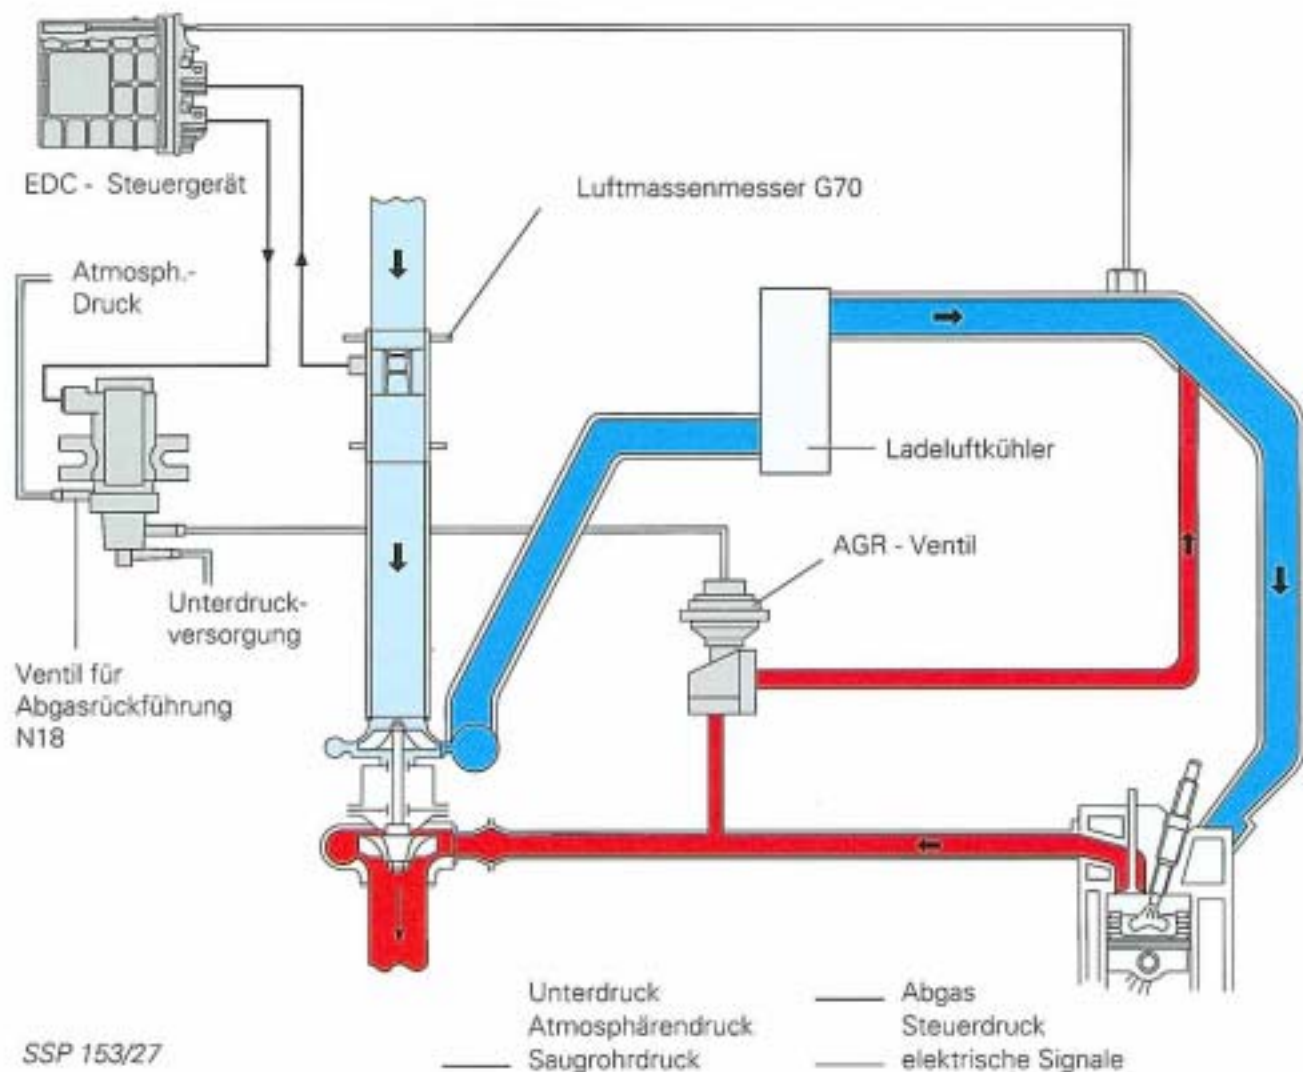 EDC - Steuergerät
Luftmassenmesser G70
Atmosph.-
Druck
Ladeluftkühler
AGR - Ventil
Unterdruck-
versorgung
Ventil für
Abgasrückführung
N18
Unterdruck
Atmosphärendruck
Saugrohrdruck
Abgas
Steuerdruck
elektrische Signale
SSP 153/27